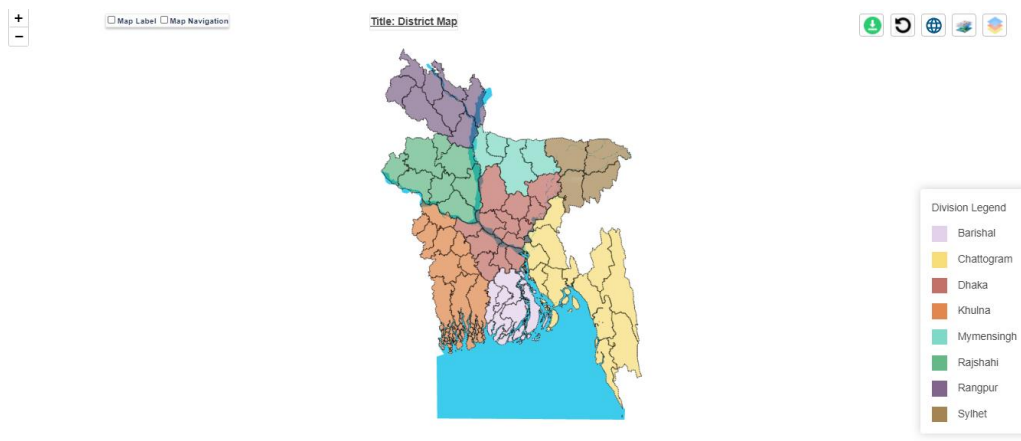 +
−
Map Label Map Navigation
Title: District Map
Division Legend
Barishal
Chattogram
Dhaka
Khulna
Mymensingh
Rajshahi
Rangpur
Sylhet